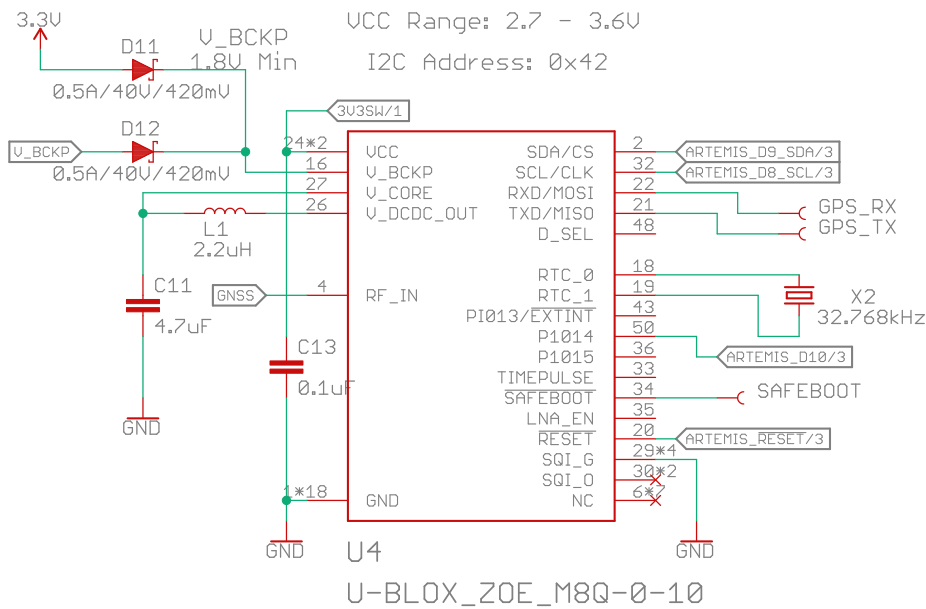 3.3V
VCC Range: 2.7 - 3.6V
V_BCKP
1.8V Min
I2C Address: 0x42
D11
0.5A/40V/420mV
3V3SW/1
D12
V_BCKP
0.5A/40V/420mV
24*2
VCC
SDA/CS
2
ARTEMIS_D9_SDA/3
16
V_BCKP
SCL/CLK
32
ARTEMIS_D8_SCL/3
27
V_CORE
RXD/MOSI
22
GPS_RX
26
V_DCDC_OUT
TXD/MISO
21
GPS_TX
L1
2.2uH
D_SEL
48
C11
4.7uF
GND
GNSS
4
RF_IN
RTC_0
18
RTC_1
19
X2
32.768kHz
PI013/EXTINT
43
P1014
50
ARTEMIS_D10/3
P1015
36
C13
0.1uF
TIMEPULSE
33
SAFEBOOT
34
SAFEBOOT
LNA_EN
35
RESET
20
ARTEMIS_RESET/3
SQI_G
29*4
SQI_O
30*2
1*18
GND
NC
6*7
GND
GND
U4
U-BLOX_ZOE_M8Q-0-10